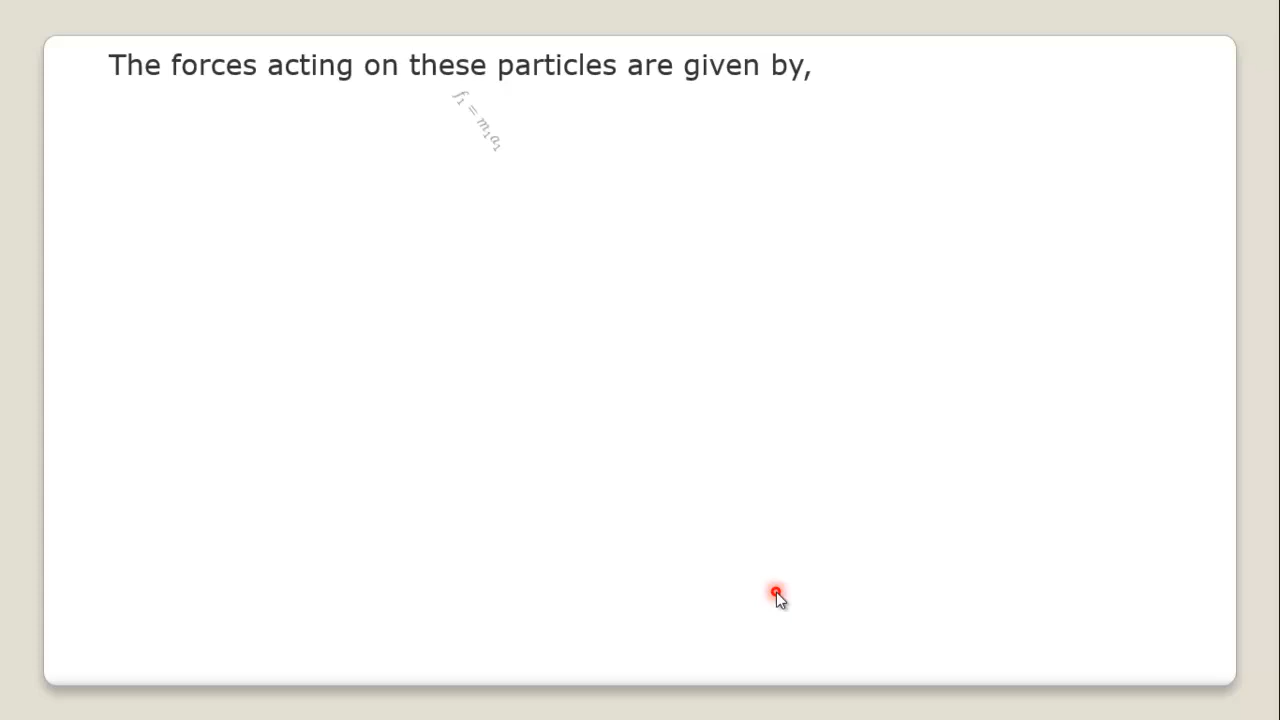 The forces acting on these particles are given by,
f₁ = m₁a₁